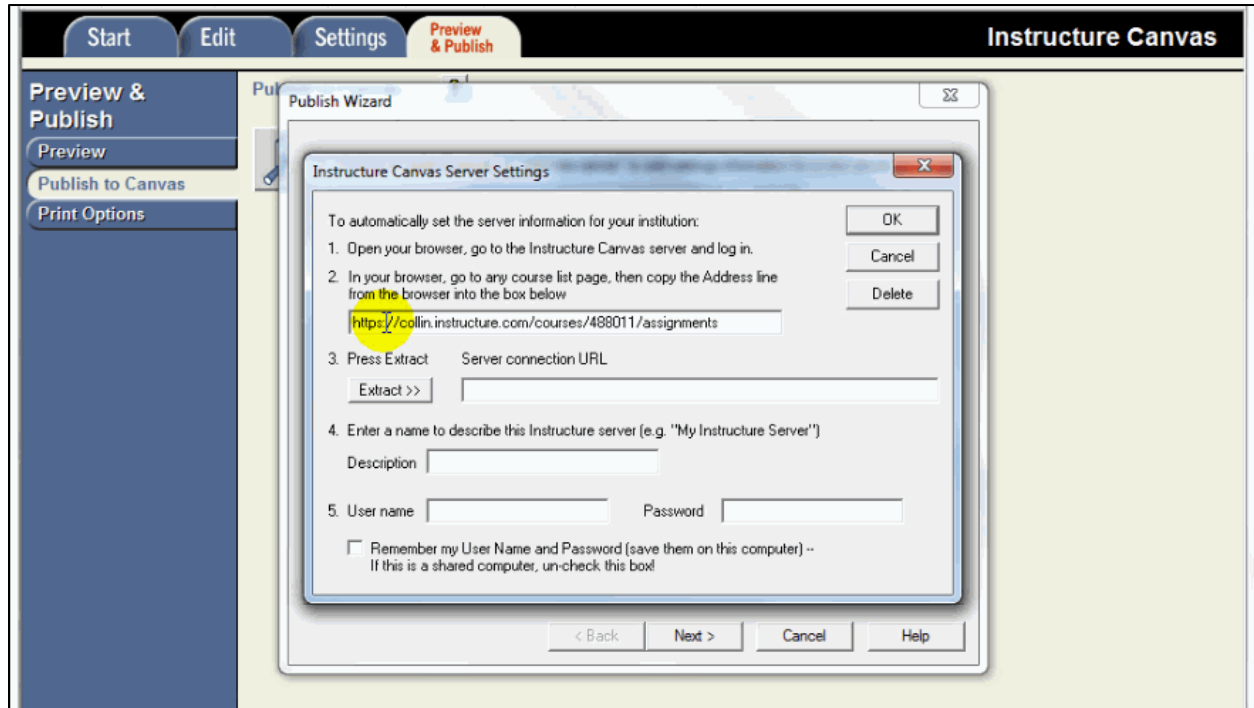 Start
Edit
Settings
Preview
& Publish
Instructure Canvas
Preview &
Publish
Preview
Publish to Canvas
Print Options
Publish Wizard
Instructure Canvas Server Settings
To automatically set the server information for your institution:
1. Open your browser, go to the Instructure Canvas server and log in.
2. In your browser, go to any course list page, then copy the Address line
from the browser into the box below
https://collin.instructure.com/courses/488011/assignments
3. Press Extract Server connection URL
Extract >>
4. Enter a name to describe this Instructure server (e.g. "My Instructure Server")
Description
5. User name Password
Remember my User Name and Password (save them on this computer) --
If this is a shared computer, un-check this box!
OK
Cancel
Delete
< Back Next > Cancel Help